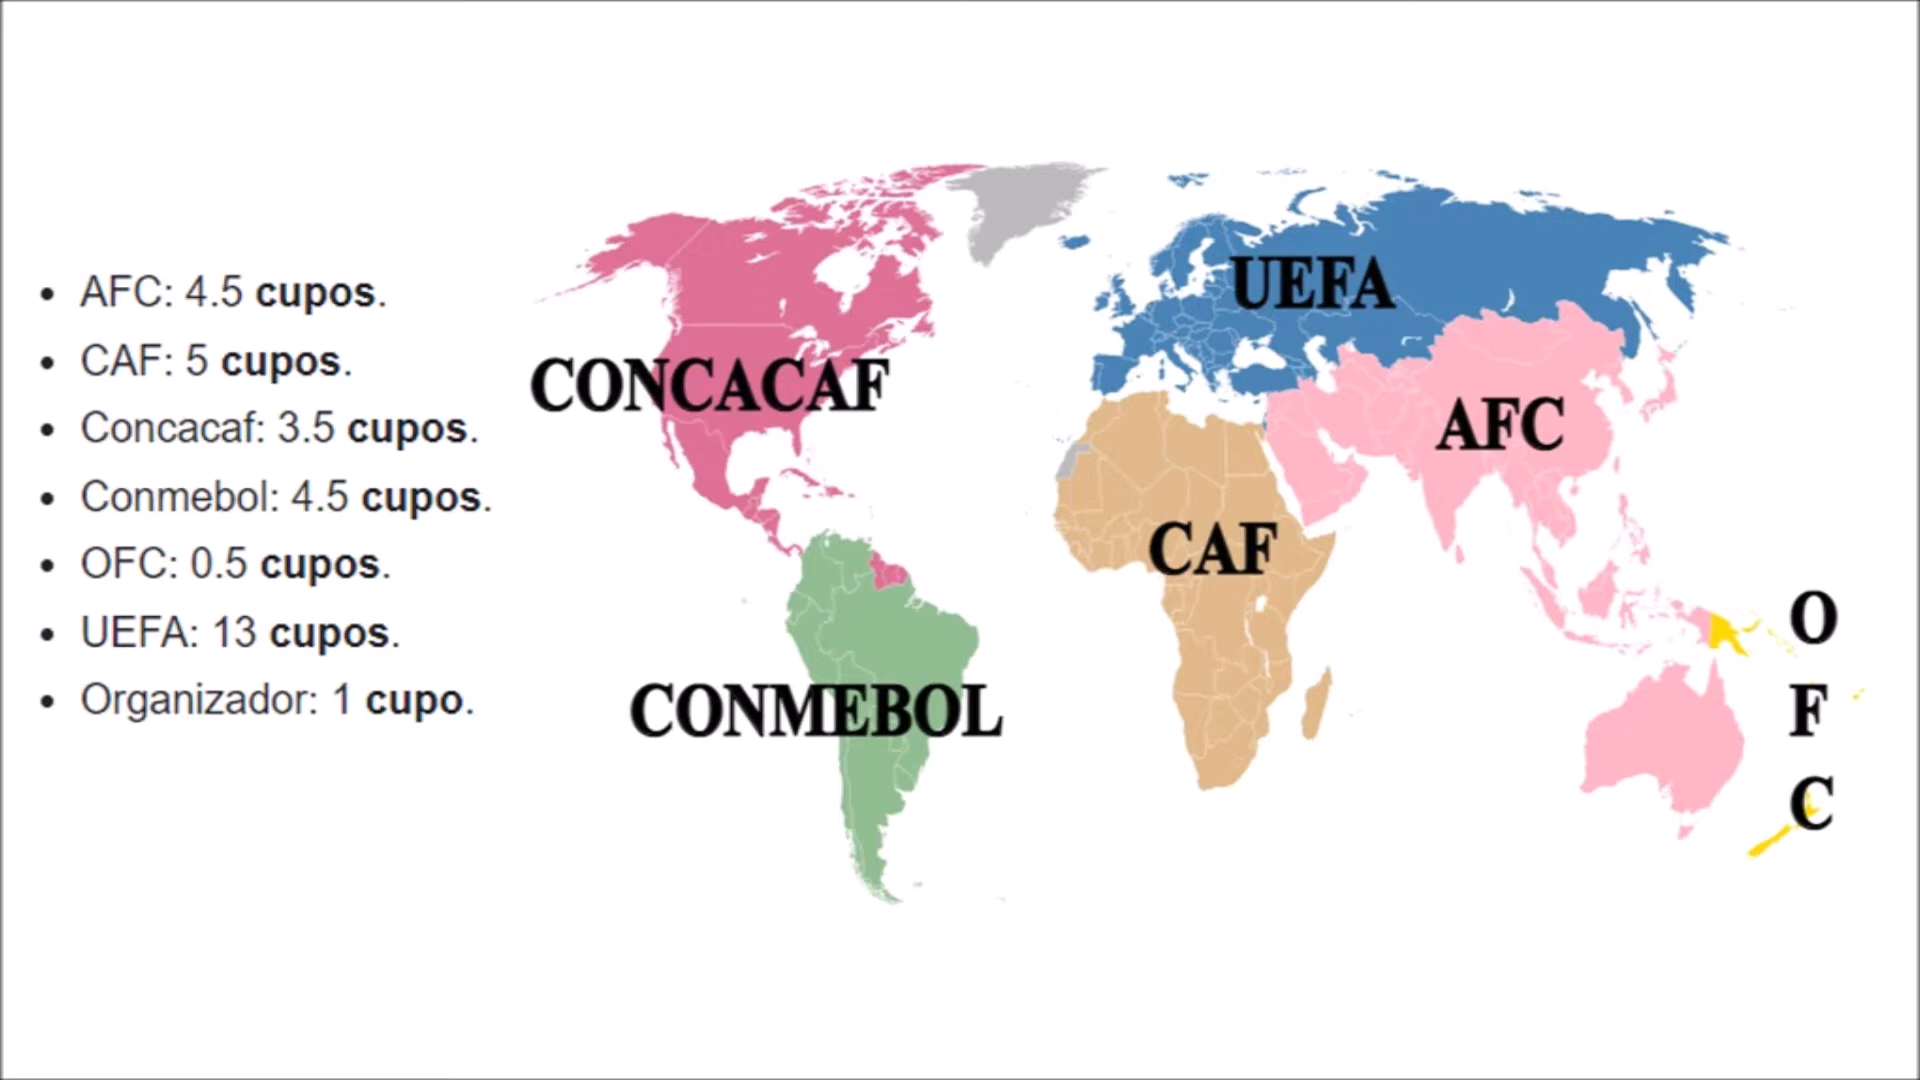 AFC: 4.5 cupos.
CAF: 5 cupos.
Concacaf: 3.5 cupos.
Conmebol: 4.5 cupos.
OFC: 0.5 cupos.
UEFA: 13 cupos.
Organizador: 1 cupo.
UEFA
CONCACAF
AFC
CAF
CONMEBOL
O
F
C